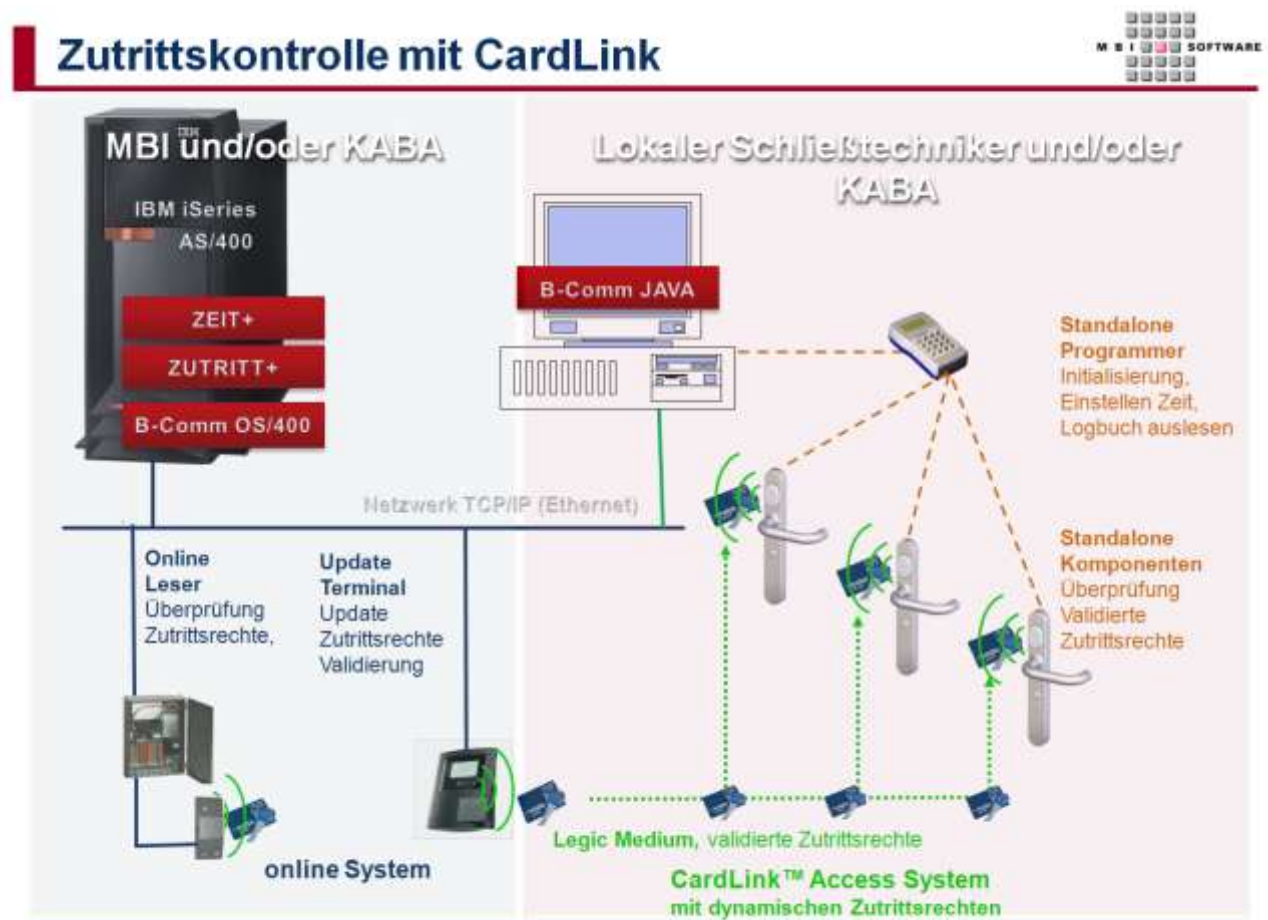 Zutrittskontrolle mit CardLink
MBI SOFTWARE
IBM
MBI und/oder KABA
Lokaler Schließtechniker und/oder
KABA
IBM iSeries
AS/400
B-Comm JAVA
ZEIT+
ZUTRITT+
B-Comm OS/400
Standalone
Programmer
Initialisierung,
Einstellen Zeit,
Logbuch auslesen
Netzwerk TCP/IP (Ethernet)
Online
Leser
Überprüfung
Zutrittsrechte,
Update
Terminal
Update
Zutrittsrechte
Validierung
Standalone
Komponenten
Überprüfung
Validierte
Zutrittsrechte
Legic Medium, validierte Zutrittsrechte
online System
CardLink™ Access System
mit dynamischen Zutrittsrechten